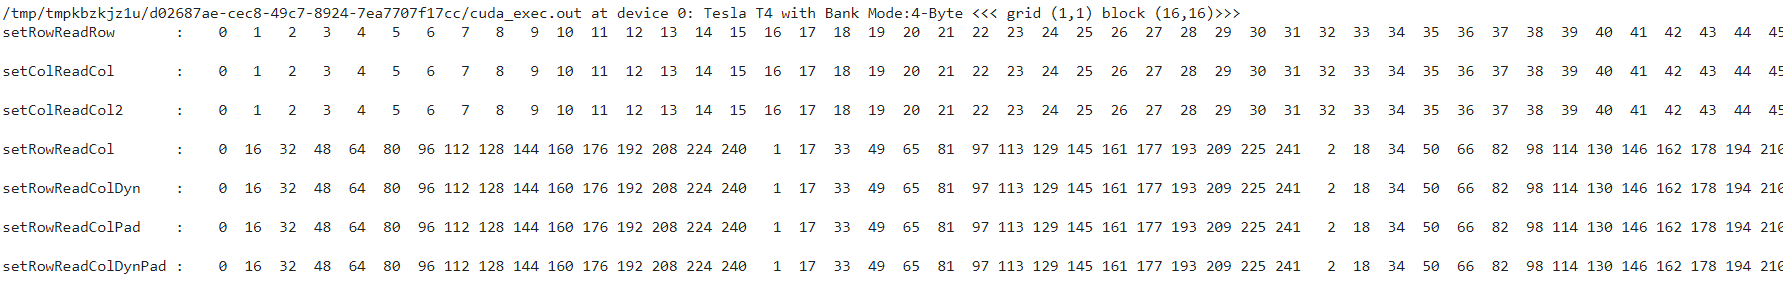 /tmp/tmpkbzkjz1u/d02687ae-cec8-49c7-8924-7ea7707f17cc/cuda_exec.out at device 0: Tesla T4 with Bank Mode:4-Byte <<< grid (1,1) block (16,16)>>>
setRowReadRow : 0 1 2 3 4 5 6 7 8 9 10 11 12 13 14 15 16 17 18 19 20 21 22 23 24 25 26 27 28 29 30 31 32 33 34 35 36 37 38 39 40 41 42 43 44 45
setColReadCol : 0 1 2 3 4 5 6 7 8 9 10 11 12 13 14 15 16 17 18 19 20 21 22 23 24 25 26 27 28 29 30 31 32 33 34 35 36 37 38 39 40 41 42 43 44 45
setColReadCol2 : 0 1 2 3 4 5 6 7 8 9 10 11 12 13 14 15 16 17 18 19 20 21 22 23 24 25 26 27 28 29 30 31 32 33 34 35 36 37 38 39 40 41 42 43 44 45
setRowReadCol : 0 16 32 48 64 80 96 112 128 144 160 176 192 208 224 240 1 17 33 49 65 81 97 113 129 145 161 177 193 209 225 241 2 18 34 50 66 82 98 114 130 146 162 178 194 210
setRowReadColDyn : 0 16 32 48 64 80 96 112 128 144 160 176 192 208 224 240 1 17 33 49 65 81 97 113 129 145 161 177 193 209 225 241 2 18 34 50 66 82 98 114 130 146 162 178 194 210
setRowReadColPad : 0 16 32 48 64 80 96 112 128 144 160 176 192 208 224 240 1 17 33 49 65 81 97 113 129 145 161 177 193 209 225 241 2 18 34 50 66 82 98 114 130 146 162 178 194 210
setRowReadColDynPad : 0 16 32 48 64 80 96 112 128 144 160 176 192 208 224 240 1 17 33 49 65 81 97 113 129 145 161 177 193 209 225 241 2 18 34 50 66 82 98 114 130 146 162 178 194 210